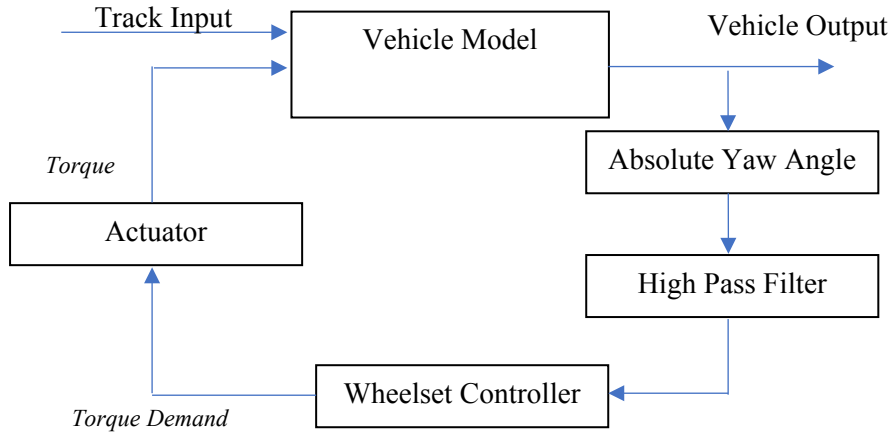 Track Input
Vehicle Model
Vehicle Output
Absolute Yaw Angle
Torque
Actuator
High Pass Filter
Wheelset Controller
Torque Demand